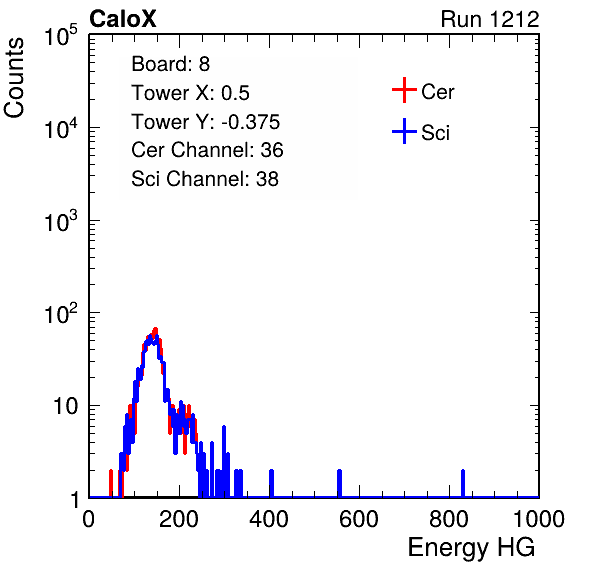 CaloX Run 1212
Counts
10^5
10^4
10^3
10^2
10
1
Board: 8
Tower X: 0.5
Tower Y: -0.375
Cer Channel: 36
Sci Channel: 38
Cer
Sci
0 200 400 600 800 1000
Energy HG